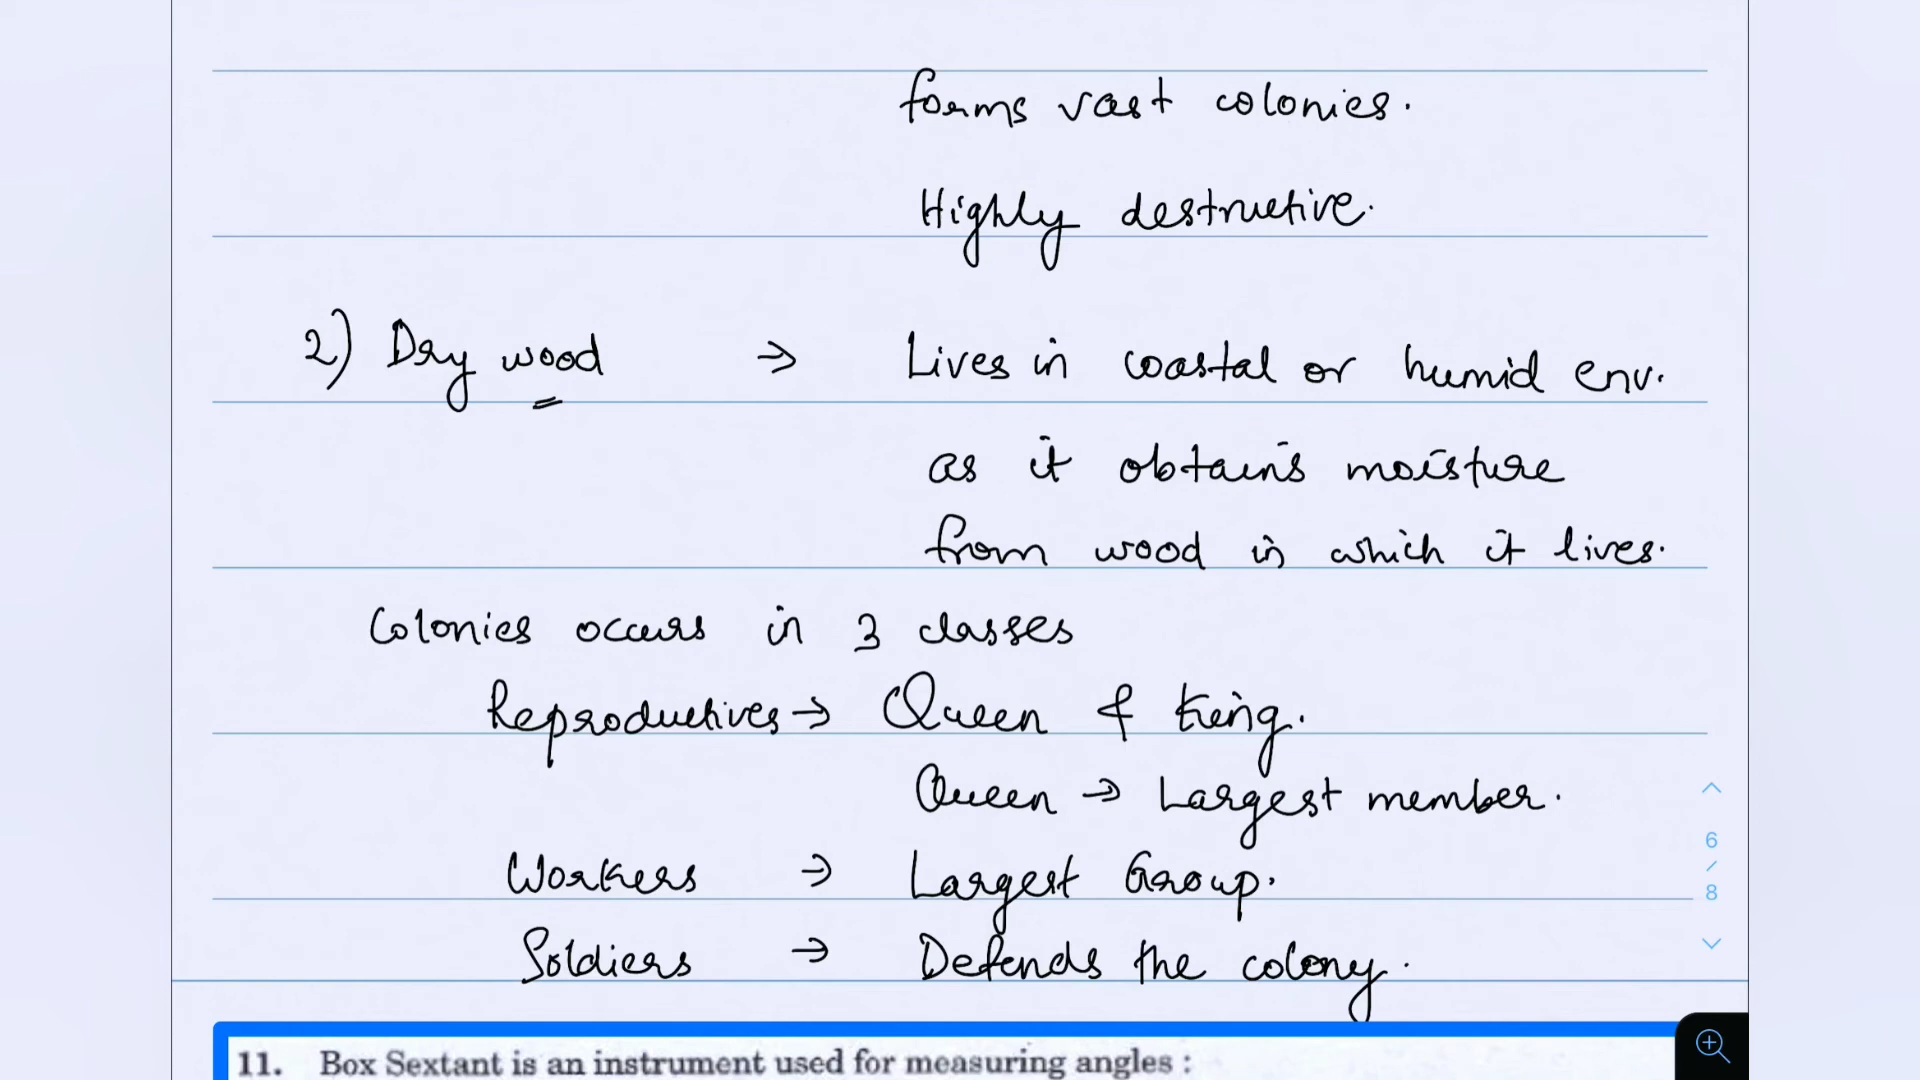 forms vast colonies.
Highly destructive.
2) Dry wood → Lives in coastal or humid env.
as it obtains moisture
from wood in which it lives.
Colonies occurs in 3 classes
Reproductives → Queen & King.
Queen → Largest member.
Workers → Largest Group.
Soldiers → Defends the colony.
6
/
8
11. Box Sextant is an instrument used for measuring angles :